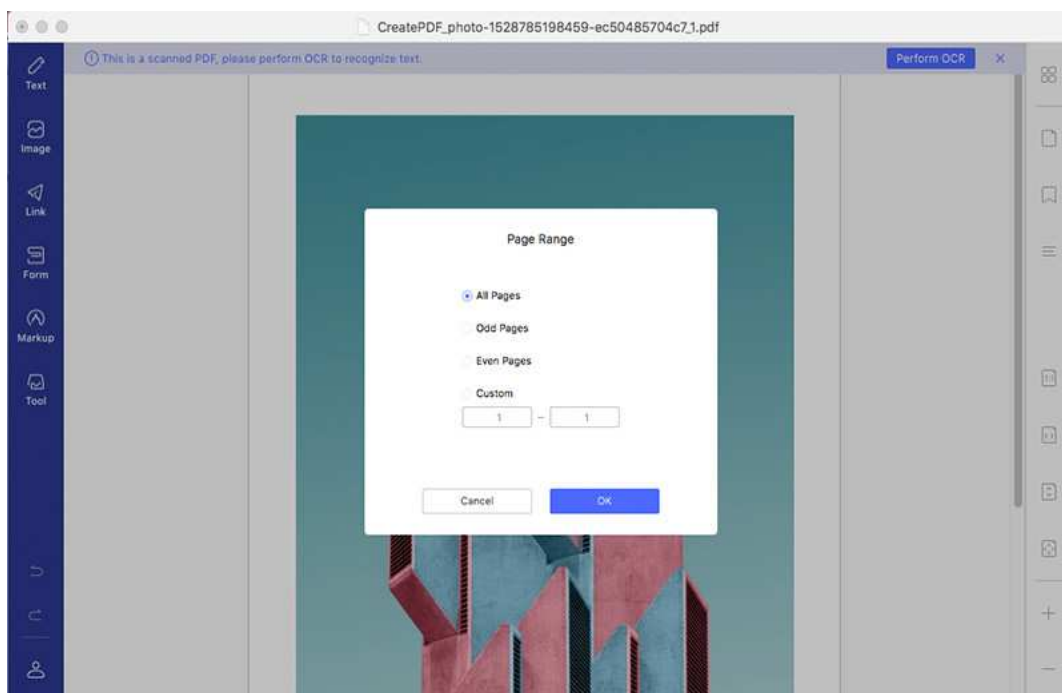 CreatePDF_photo-1528785198459-ec50485704c7_1.pdf
This is a scanned PDF, please perform OCR to recognize text.
Perform OCR
Text
Image
Link
Form
Markup
Tool
Page Range
All Pages
Odd Pages
Even Pages
Custom
1 – 1
Cancel
OK